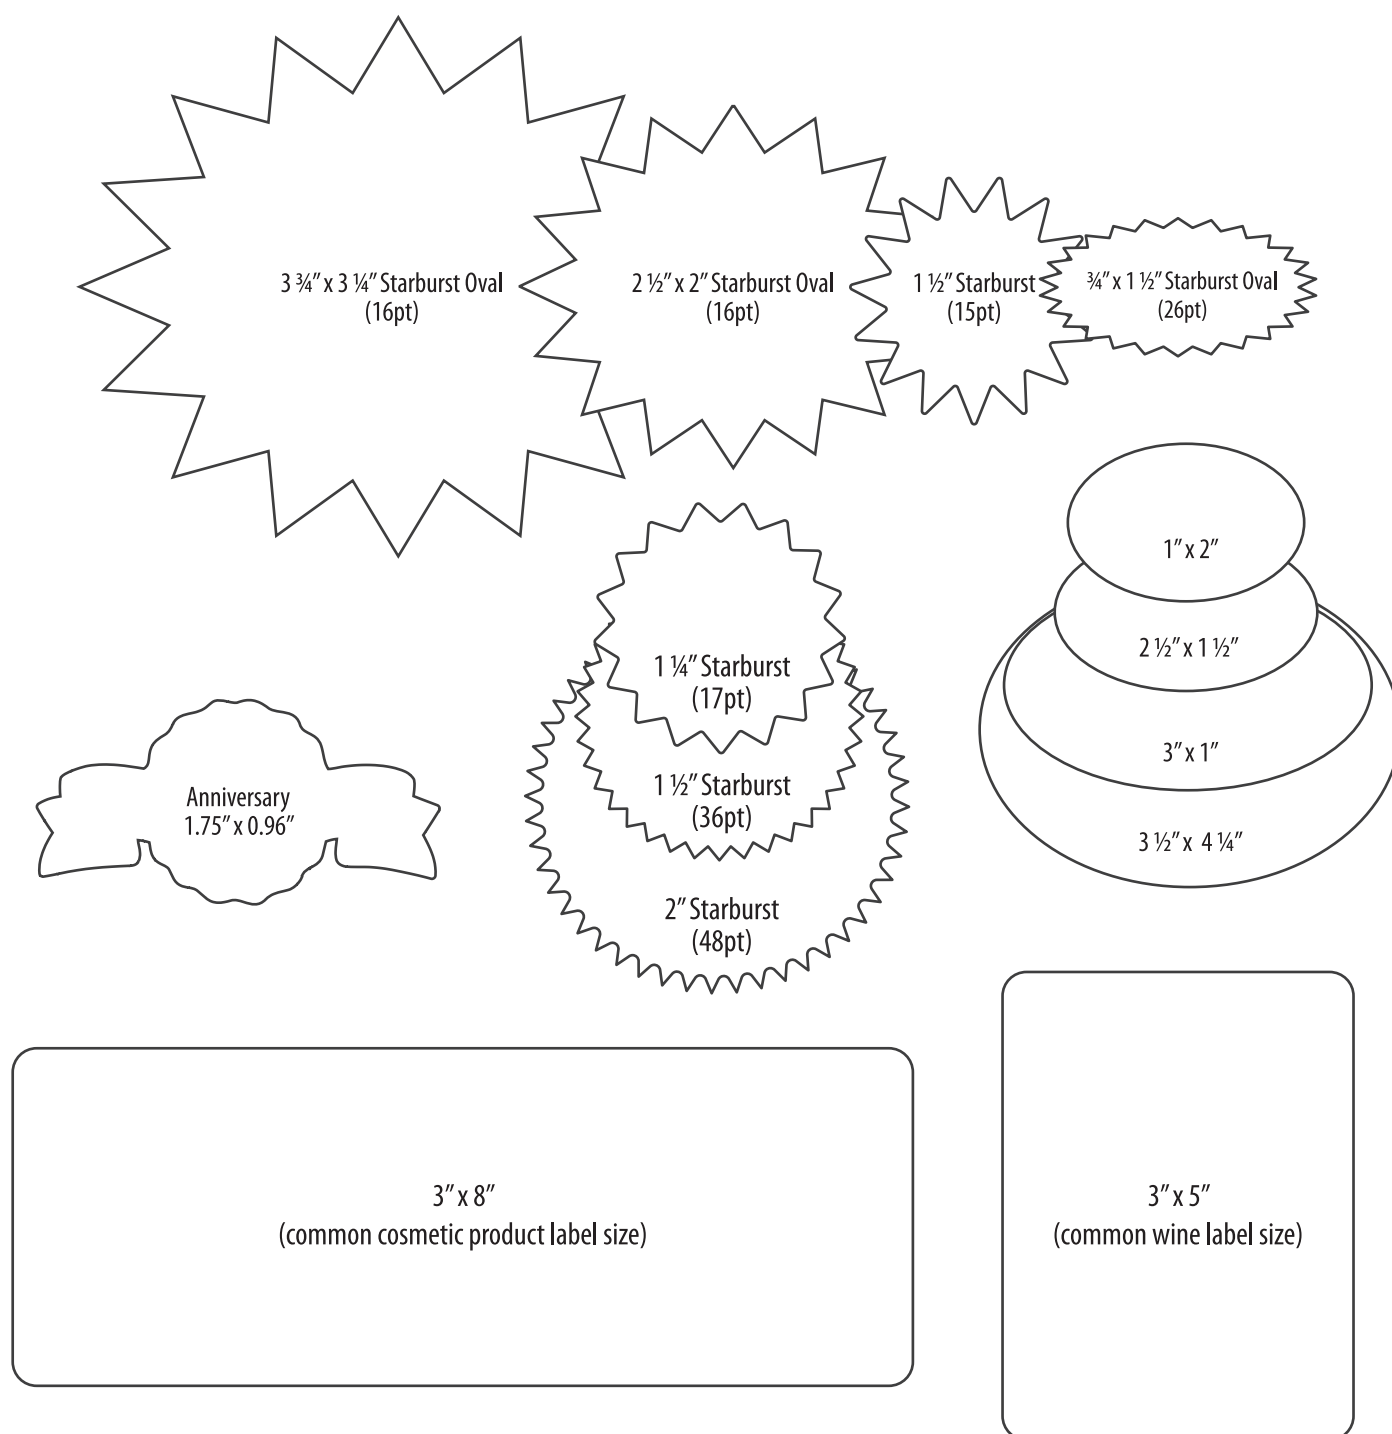 3 ¾” x 3 ¼” Starburst Oval
(16pt)
2 ½” x 2” Starburst Oval
(16pt)
1 ½” Starburst
(15pt)
¾” x 1 ½” Starburst Oval
(26pt)
1” x 2”
2 ½” x 1 ½”
3” x 1”
3 ½” x  4 ¼”
1 ¼” Starburst
(17pt)
1 ½” Starburst
(36pt)
2” Starburst
(48pt)
Anniversary
1.75” x 0.96”
3” x 8”
(common cosmetic product label size)
3” x 5”
(common wine label size)